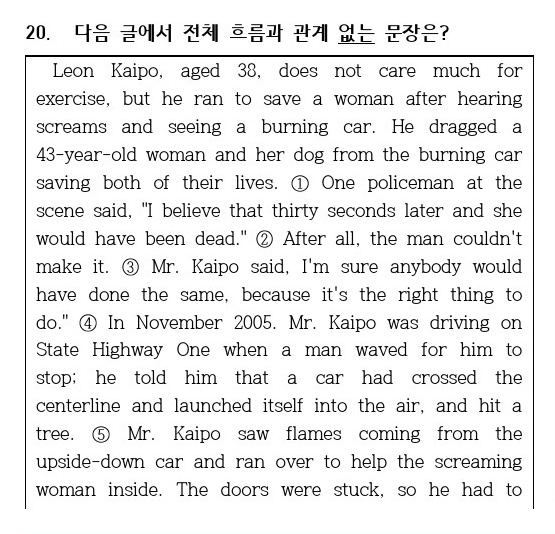 20. 다음 글에서 전체 흐름과 관계 없는 문장은?
Leon Kaipo, aged 38, does not care much for
exercise, but he ran to save a woman after hearing
screams and seeing a burning car. He dragged a
43-year-old woman and her dog from the burning car
saving both of their lives. ① One policeman at the
scene said, "I believe that thirty seconds later and she
would have been dead." ② After all, the man couldn't
make it. ③ Mr. Kaipo said, I'm sure anybody would
have done the same, because it's the right thing to
do." ④ In November 2005. Mr. Kaipo was driving on
State Highway One when a man waved for him to
stop; he told him that a car had crossed the
centerline and launched itself into the air, and hit a
tree. ⑤ Mr. Kaipo saw flames coming from the
upside-down car and ran over to help the screaming
woman inside. The doors were stuck, so he had to